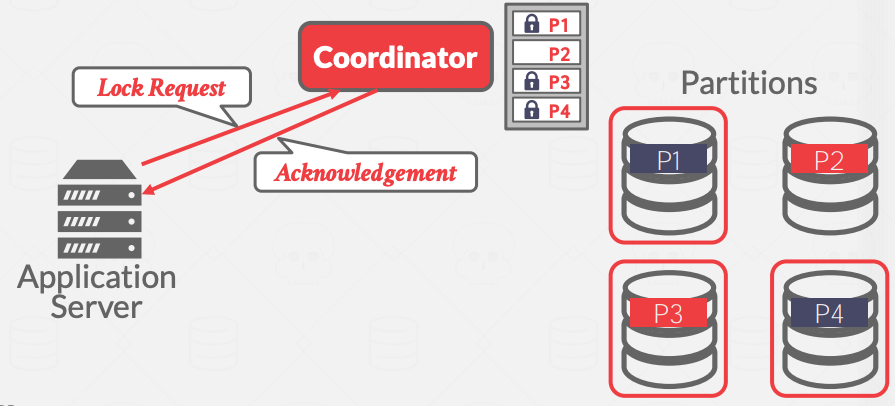 Coordinator
P1
P2
P3
P4
Lock Request
Acknowledgement
Application
Server
Partitions
P1
P2
P3
P4